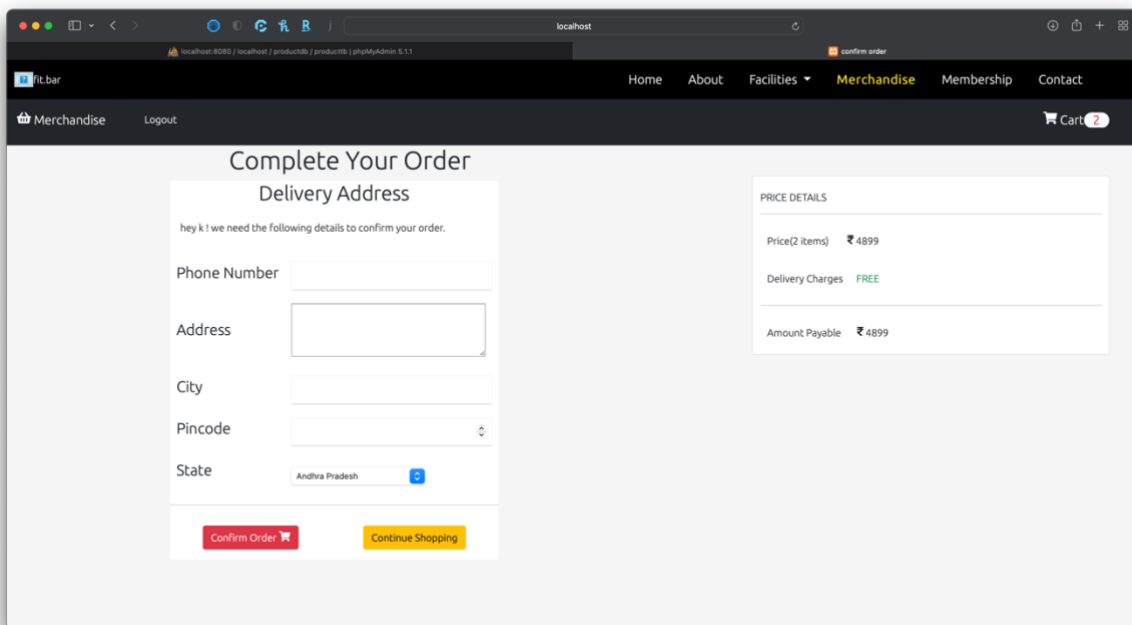 localhost
localhost:8080 / localhost / productdb / producttb | phpMyAdmin 5.1.1
confirm order
fit.bar
Home About Facilities Merchandise Membership Contact
Merchandise Logout Cart 2
Complete Your Order
Delivery Address
hey k ! we need the following details to confirm your order.
Phone Number
Address
City
Pincode
State Andhra Pradesh
Confirm Order Continue Shopping
PRICE DETAILS
Price(2 items) ₹ 4899
Delivery Charges FREE
Amount Payable ₹ 4899